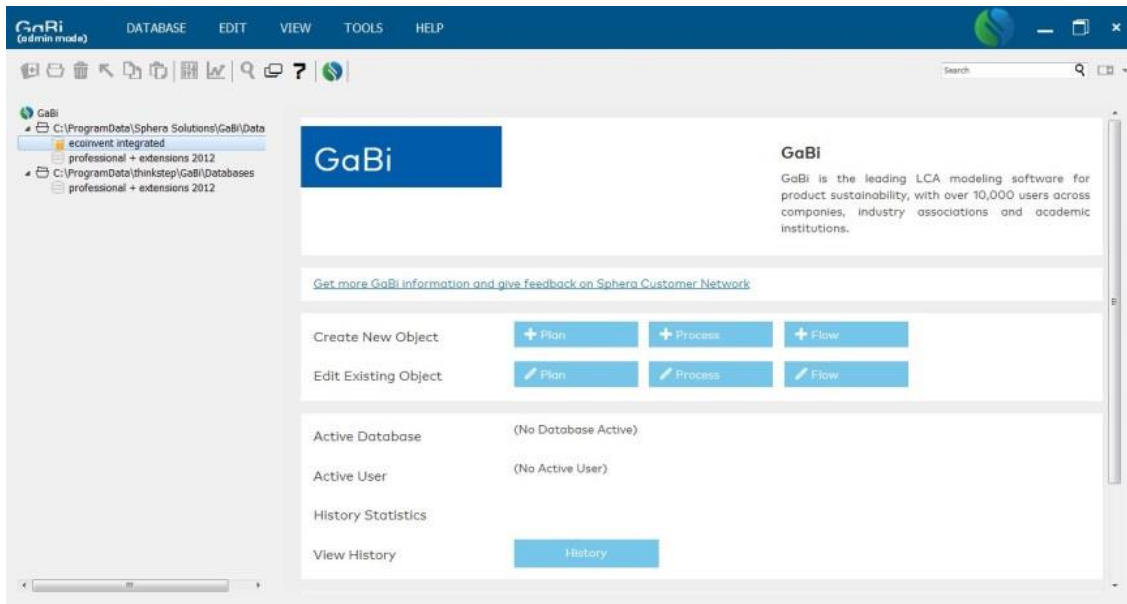 GaBi
(admin mode)
DATABASE EDIT VIEW TOOLS HELP
?
Search
GaBi
C:\ProgramData\Sphera Solutions\GaBi\Data
ecoinvent integrated
professional + extensions 2012
C:\ProgramData\thinkstep\GaBi\Databases
professional + extensions 2012
GaBi
GaBi
GaBi is the leading LCA modeling software for
product sustainability, with over 10,000 users across
companies, industry associations and academic
institutions.
Get more GaBi information and give feedback on Sphera Customer Network
Create New Object + Plan + Process + Flow
Edit Existing Object Plan Process Flow
Active Database (No Database Active)
Active User (No Active User)
History Statistics
View History History